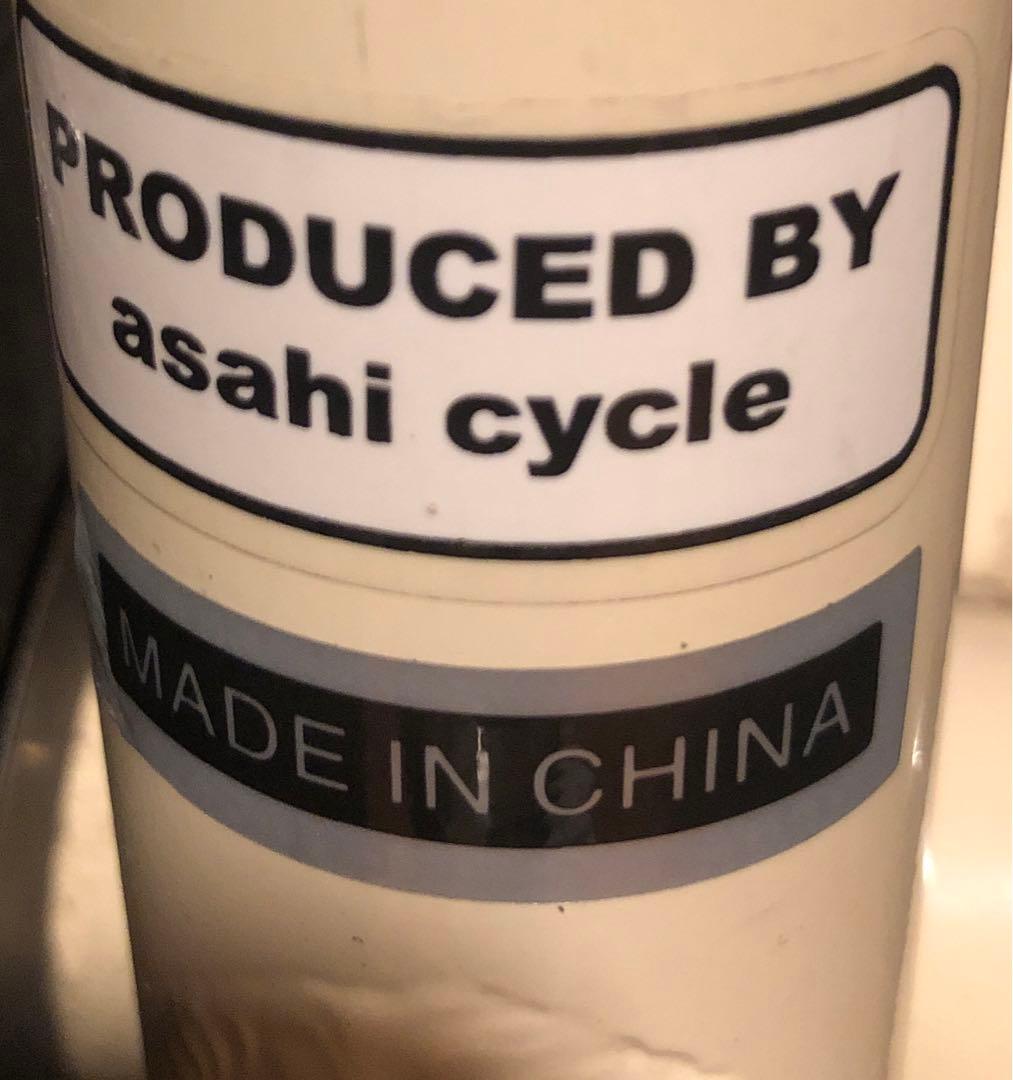 PRODUCED BY
asahi cycle
MADE IN CHINA